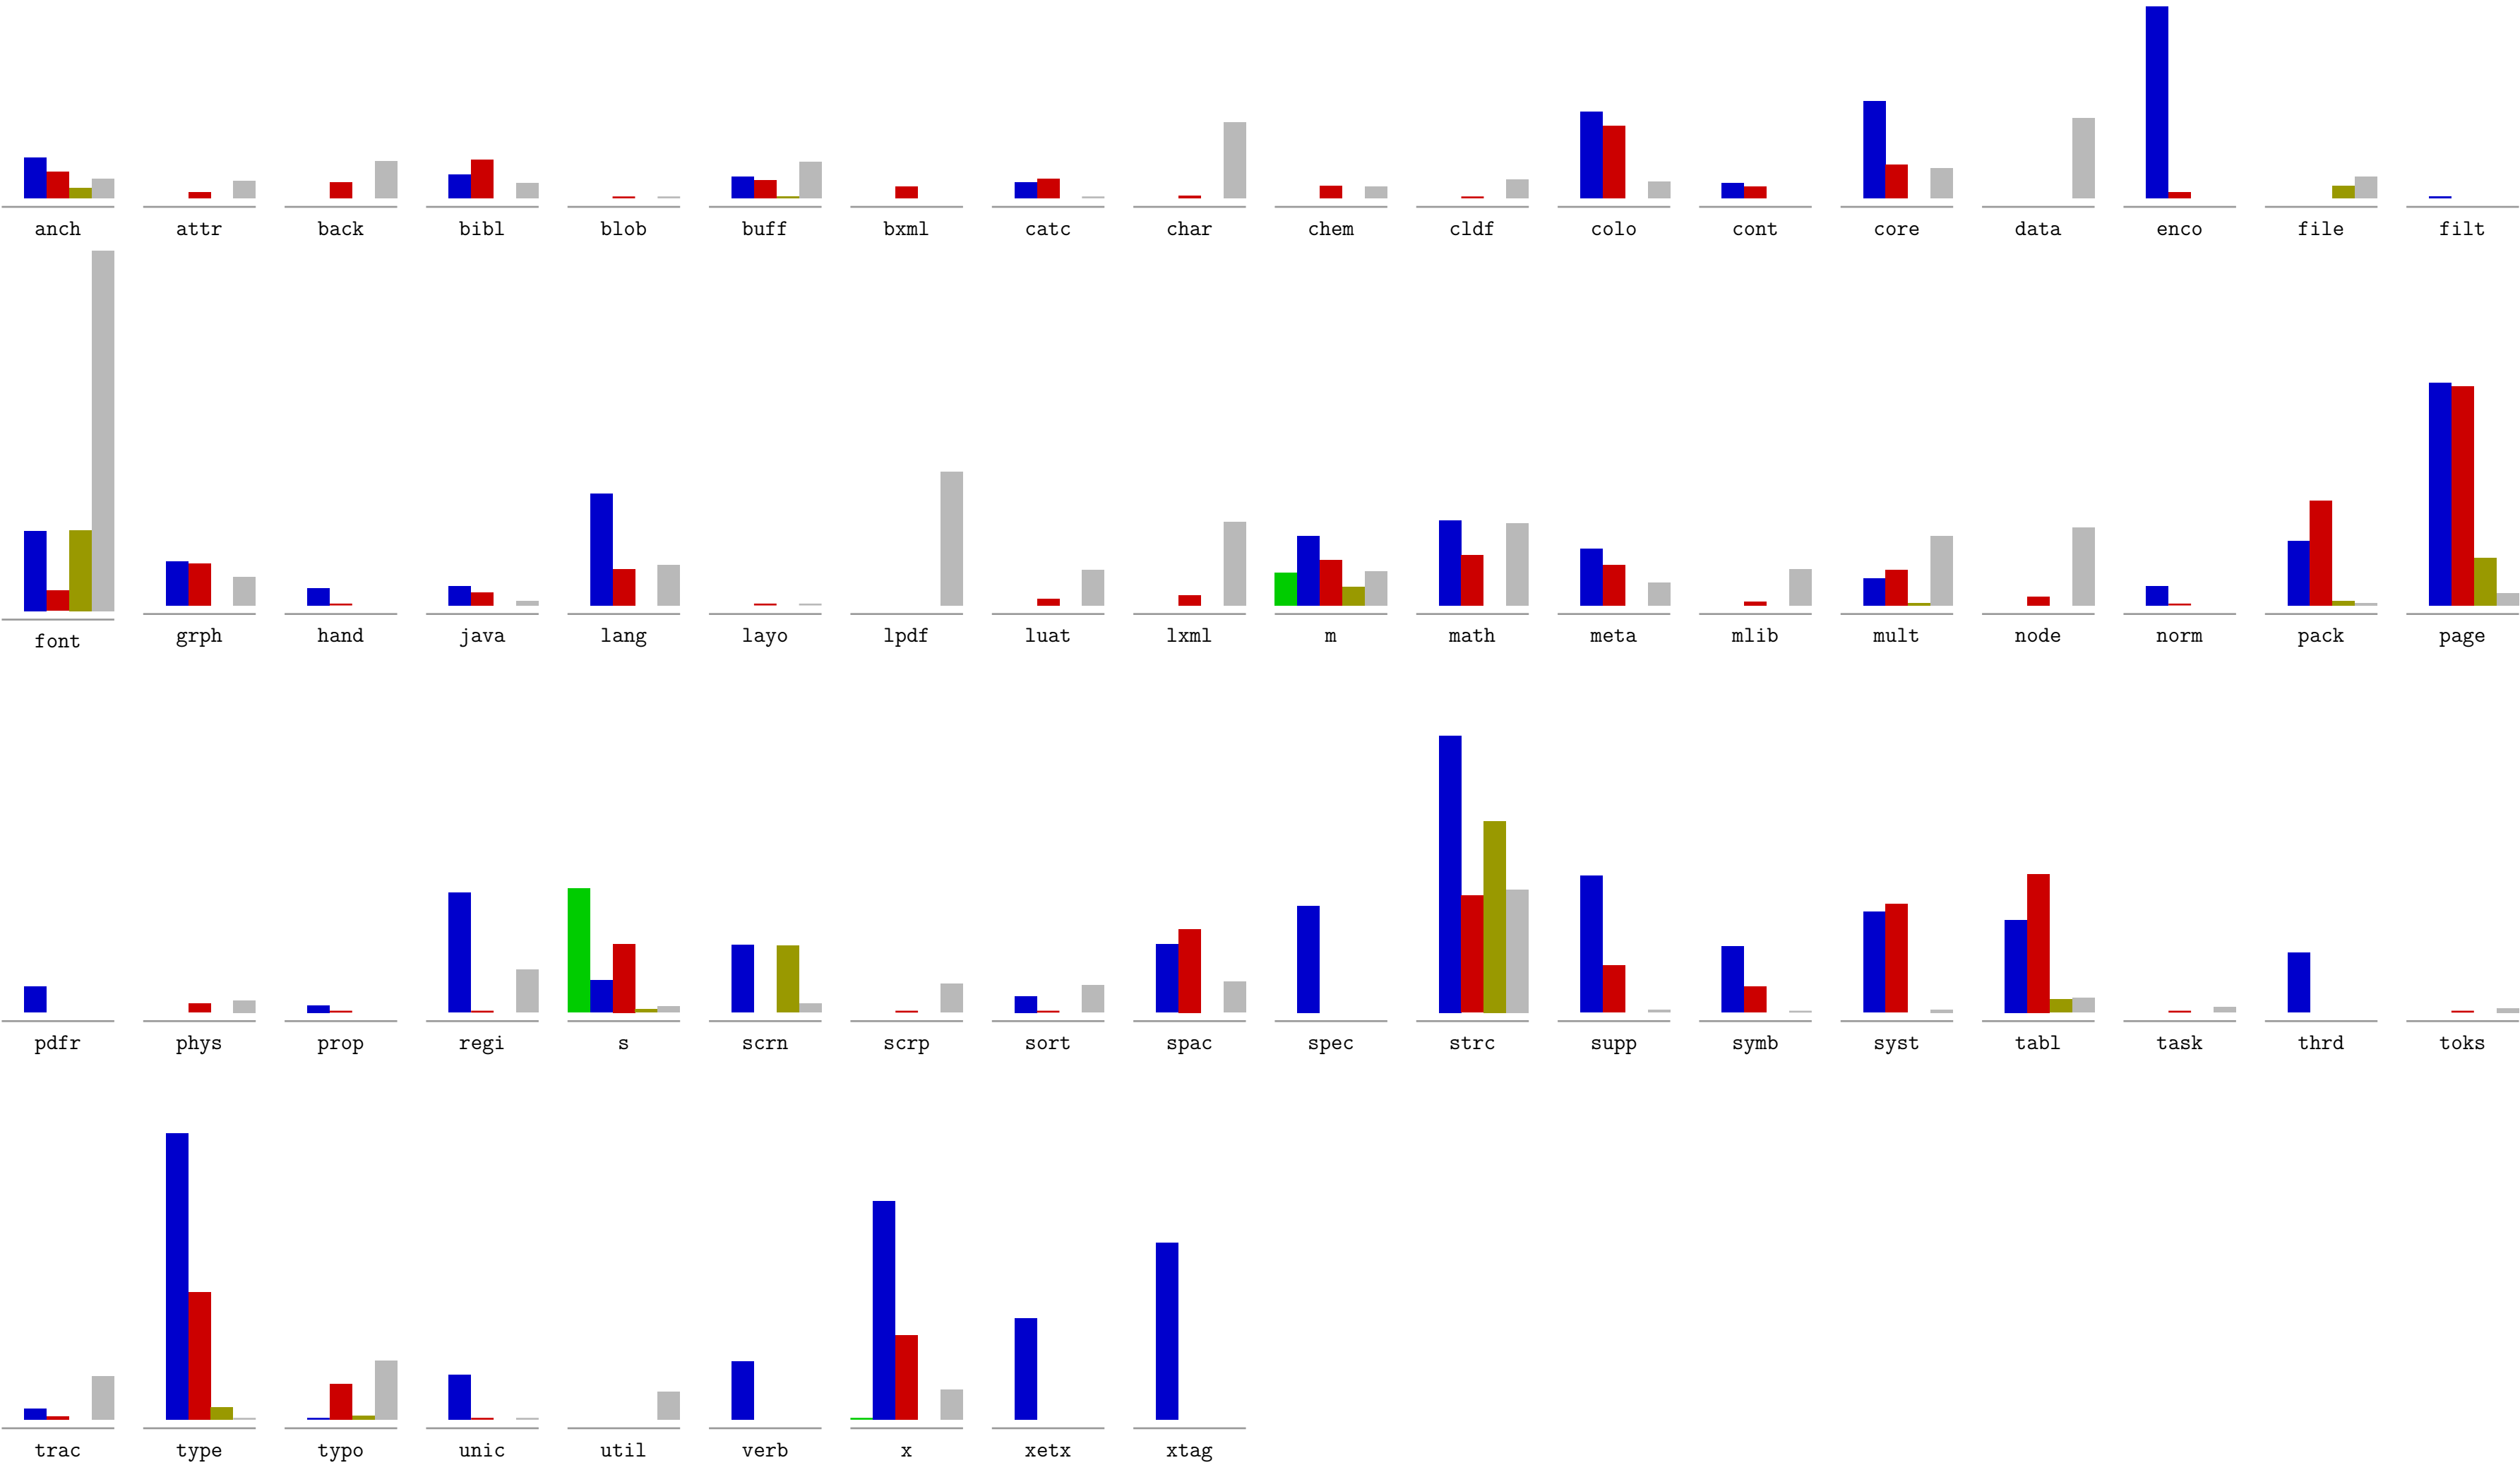 anch attr back bibl blob buff bxml catc char chem cldf colo cont core data enco file filt
font grph hand java lang layo lpdf luat lxml m math meta mlib mult node norm pack page
pdfr phys prop regi s scrn scrp sort spac spec strc supp symb syst tabl task thrd toks
trac type typo unic util verb x xetx xtag